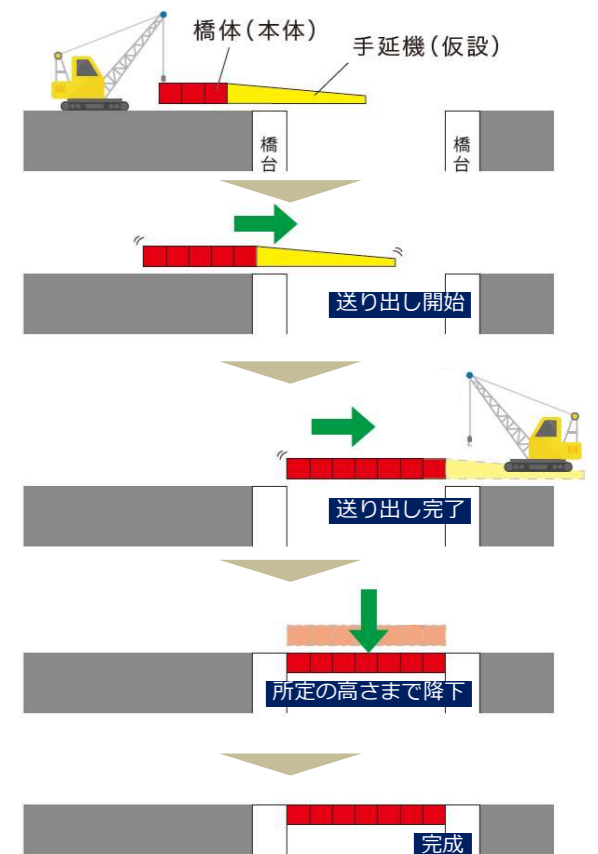 橋体(本体)
手延機(仮設)
橋台
橋台
送り出し開始
送り出し完了
所定の高さまで降下
完成